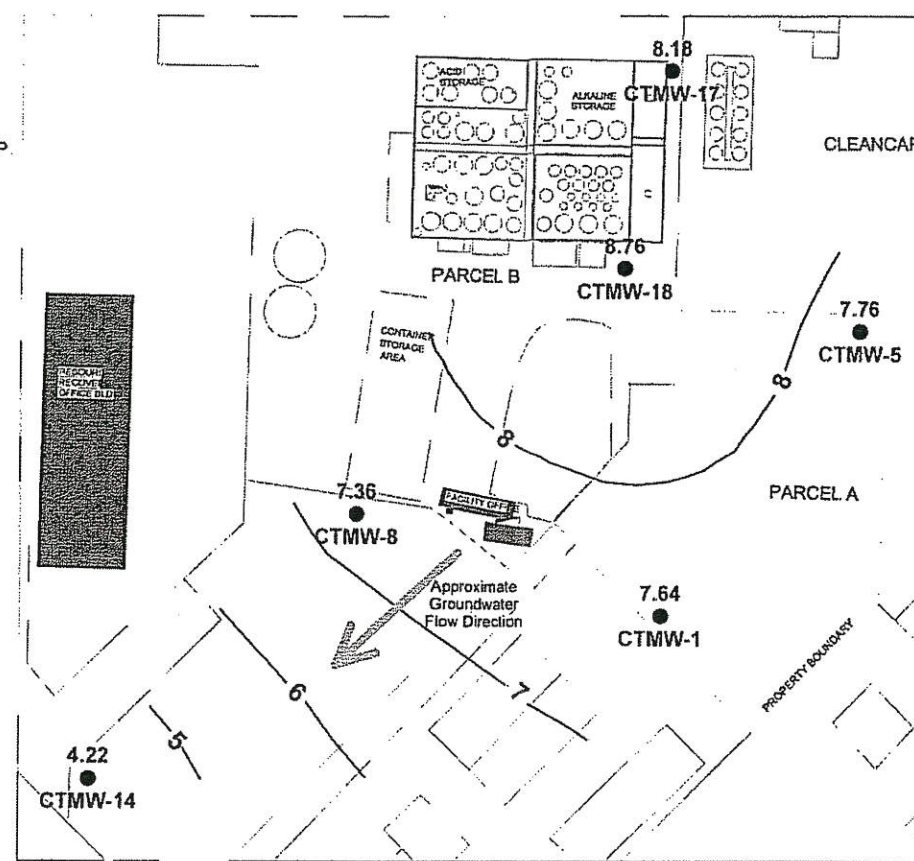 8.18
CTMW-17
ACID
STORAGE
ALKALINE
STORAGE
CLEANCAR
8.76
CTMW-18
PARCEL B
7.76
CTMW-5
CONTAINER
STORAGE
AREA
OFFICE BLD
8
8
PARCEL A
7.36
CTMW-8
FACILITY
Approximate
Groundwater
Flow Direction
7.64
CTMW-1
PROPERTY BOUNDARY
6
7
5
4.22
CTMW-14